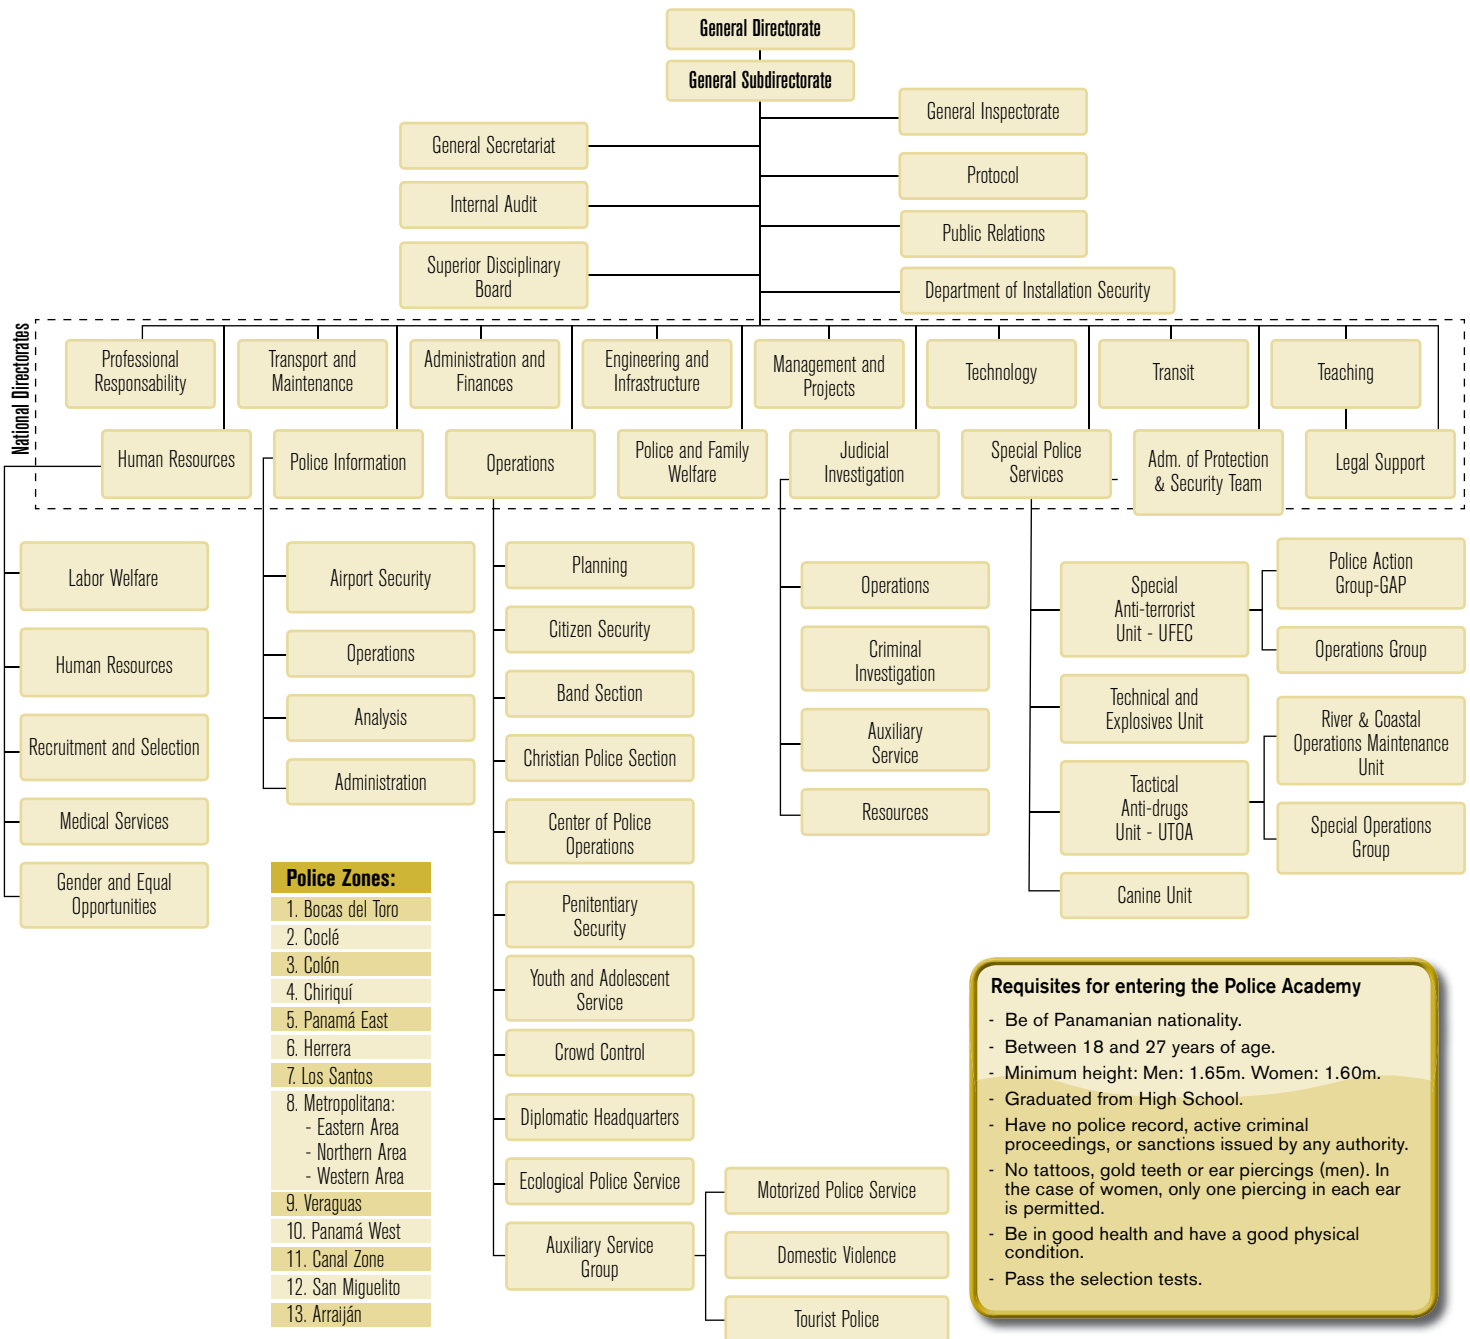 General Directorate
General Subdirectorate
General Inspectorate
General Secretariat
Protocol
Internal Audit
Public Relations
Superior Disciplinary
Board
Department of Installation Security
National Directorates
Professional
Responsability
Transport and
Maintenance
Administration and
Finances
Engineering and
Infrastructure
Management and
Projects
Technology
Transit
Teaching
Human Resources
Police Information
Operations
Police and Family
Welfare
Judicial
Investigation
Special Police
Services
Adm. of Protection
& Security Team
Legal Support
Labor Welfare
Human Resources
Recruitment and Selection
Medical Services
Gender and Equal
Opportunities
Airport Security
Operations
Analysis
Administration
Planning
Citizen Security
Band Section
Christian Police Section
Center of Police
Operations
Penitentiary
Security
Youth and Adolescent
Service
Crowd Control
Diplomatic Headquarters
Ecological Police Service
Auxiliary Service
Group
Motorized Police Service
Domestic Violence
Tourist Police
Operations
Criminal
Investigation
Auxiliary
Service
Resources
Special
Anti-terrorist
Unit - UFEC
Technical and
Explosives Unit
Tactical
Anti-drugs
Unit - UTOA
Canine Unit
Police Action
Group-GAP
Operations Group
River & Coastal
Operations Maintenance
Unit
Special Operations
Group
Police Zones:
1. Bocas del Toro
2. Coclé
3. Colón
4. Chiriquí
5. Panamá East
6. Herrera
7. Los Santos
8. Metropolitana:
- Eastern Area
- Northern Area
- Western Area
9. Veraguas
10. Panamá West
11. Canal Zone
12. San Miguelito
13. Arraiján
Requisites for entering the Police Academy
- Be of Panamanian nationality.
- Between 18 and 27 years of age.
- Minimum height: Men: 1.65m. Women: 1.60m.
- Graduated from High School.
- Have no police record, active criminal
proceedings, or sanctions issued by any authority.
- No tattoos, gold teeth or ear piercings (men). In
the case of women, only one piercing in each ear
is permitted.
- Be in good health and have a good physical
condition.
- Pass the selection tests.